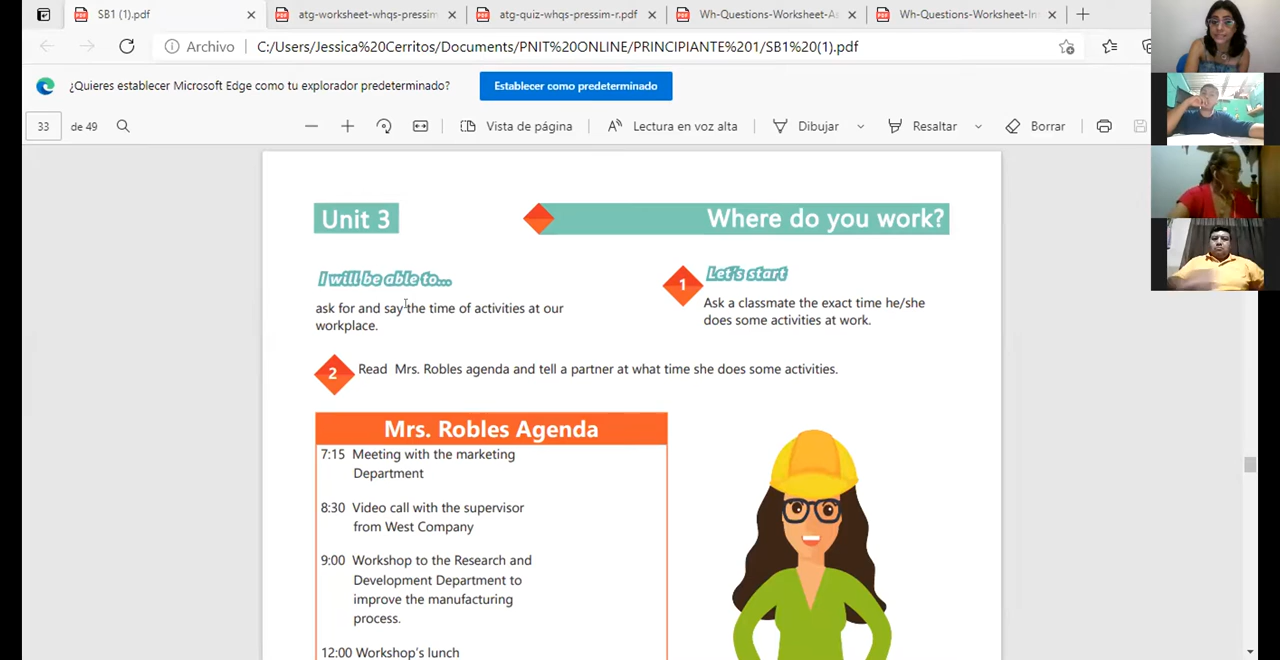 SB1 (1).pdf
atg-worksheet-whqs-pressim
atg-quiz-whqs-pressim-r.pdf
Wh-Questions-Worksheet-A
Wh-Questions-Worksheet-In
Archivo
C:/Users/Jessica%20Cerritos/Documents/PNIT%20ONLINE/PRINCIPIANTE%201/SB1%20(1).pdf
¿Quieres establecer Microsoft Edge como tu explorador predeterminado?
Establecer como predeterminado
33 de 49
Vista de página
Lectura en voz alta
Dibujar
Resaltar
Borrar
Unit 3
Where do you work?
I will be able to...
ask for and say the time of activities at our
workplace.
1
Let's start
Ask a classmate the exact time he/she
does some activities at work.
2 Read Mrs. Robles agenda and tell a partner at what time she does some activities.
Mrs. Robles Agenda
7:15 Meeting with the marketing
Department
8:30 Video call with the supervisor
from West Company
9:00 Workshop to the Research and
Development Department to
improve the manufacturing
process.
12:00 Workshop's lunch